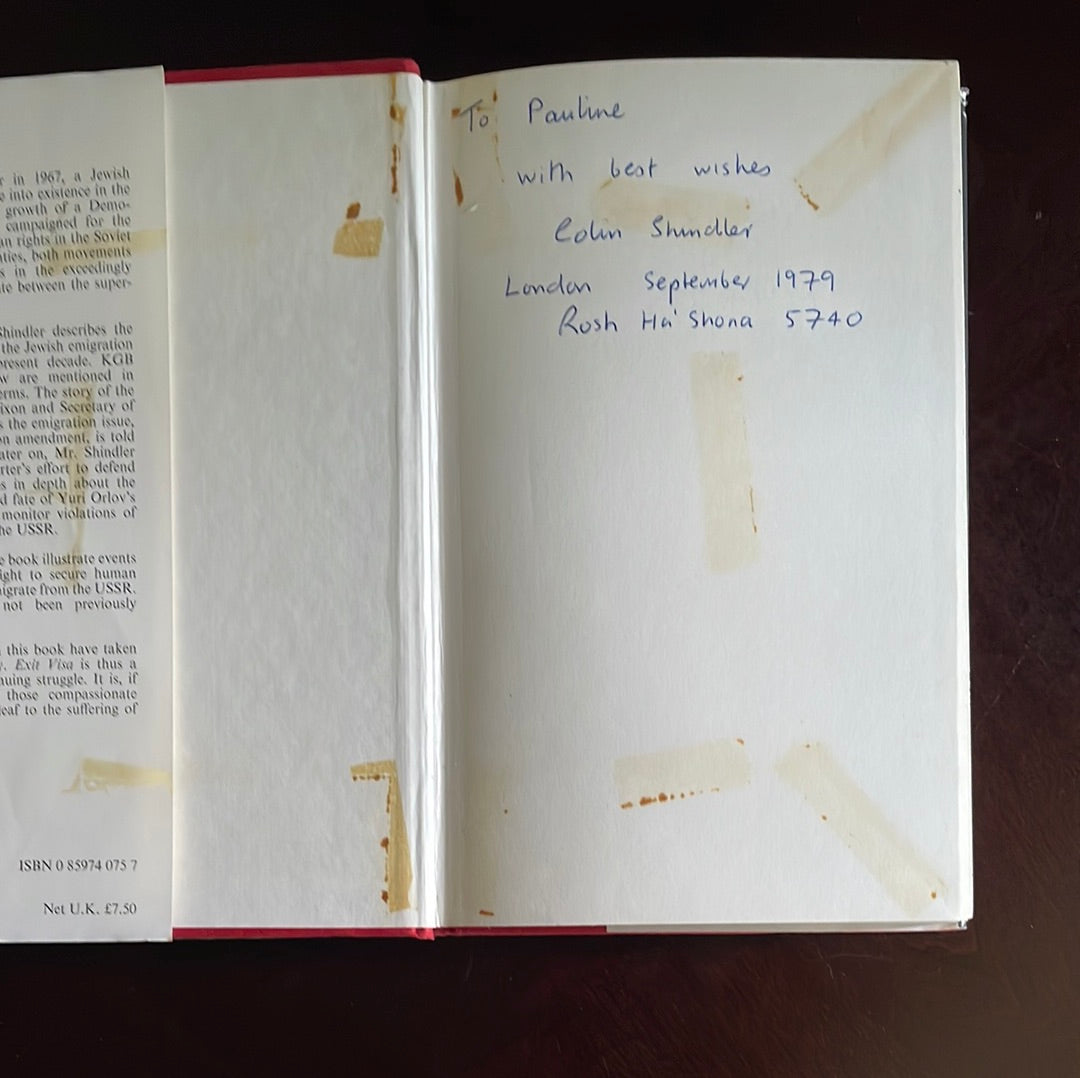 r in 1967, a Jewish
e into existence in the
growth of a Demo-
campaigned for the
an rights in the Soviet
ties, both movements
s in the exceedingly
te between the super-
Shindler describes the
the Jewish emigration
present decade. KGB
w are mentioned in
erms. The story of the
ixon and Secretary of
s the emigration issue,
on amendment, is told
ater on, Mr. Shindler
rter's effort to defend
s in depth about the
d fate of Yuri Orlov's
monitor violations of
he USSR.
e book illustrate events
ight to secure human
nigrate from the USSR.
not been previously
this book have taken
. Exit Visa is thus a
nuing struggle. It is, if
those compassionate
eaf to the suffering of
ISBN 0 85974 075 7
Net U.K. £7.50
To Pauline
with best wishes
Colin Shindler
London September 1979
Rosh Ha'Shona 5740